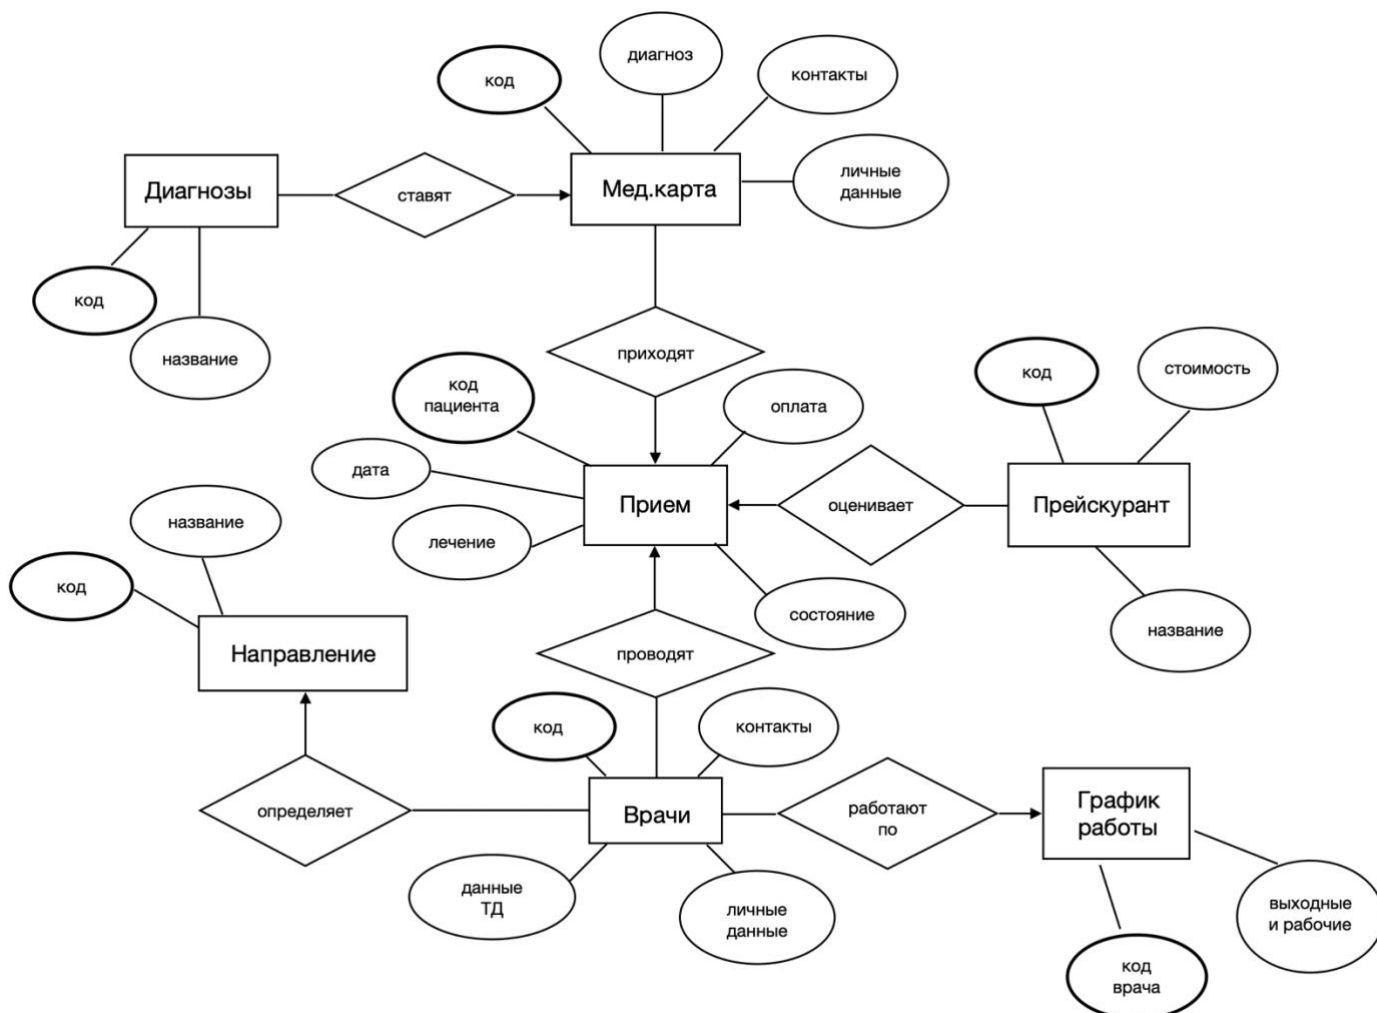 диагноз
код
контакты
личные
данные
Диагнозы
ставят
Мед.карта
код
название
приходят
код
пациента
оплата
код
стоимость
дата
Прием
оценивает
Прейскурант
название
лечение
код
состояние
название
Направление
проводят
код
контакты
определяет
Врачи
работают
по
График
работы
данные
ТД
личные
данные
выходные
и рабочие
код
врача